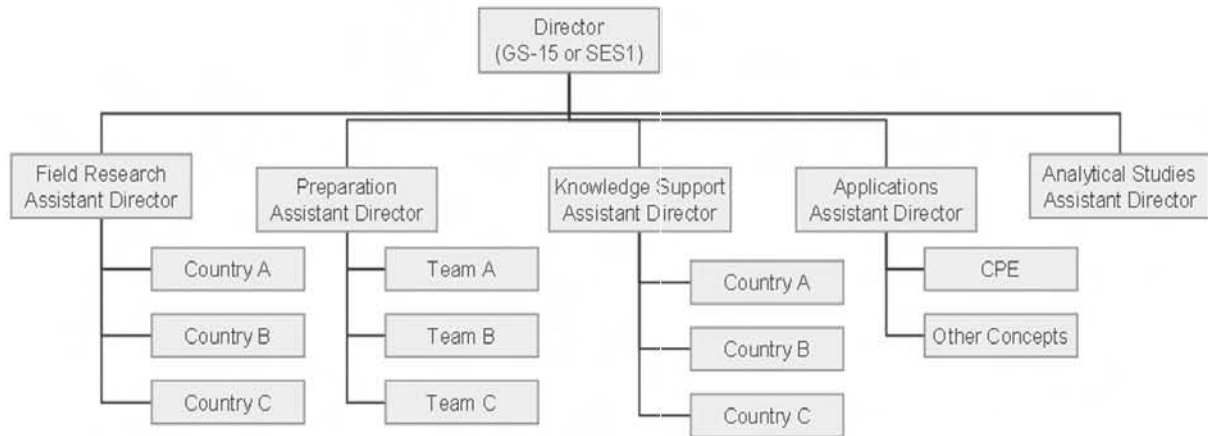 Director
(GS-15 or SES1)
Field Research
Assistant Director
Country A
Country B
Country C
Preparation
Assistant Director
Team A
Team B
Team C
Knowledge Support
Assistant Director
Country A
Country B
Country C
Applications
Assistant Director
CPE
Other Concepts
Analytical Studies
Assistant Director